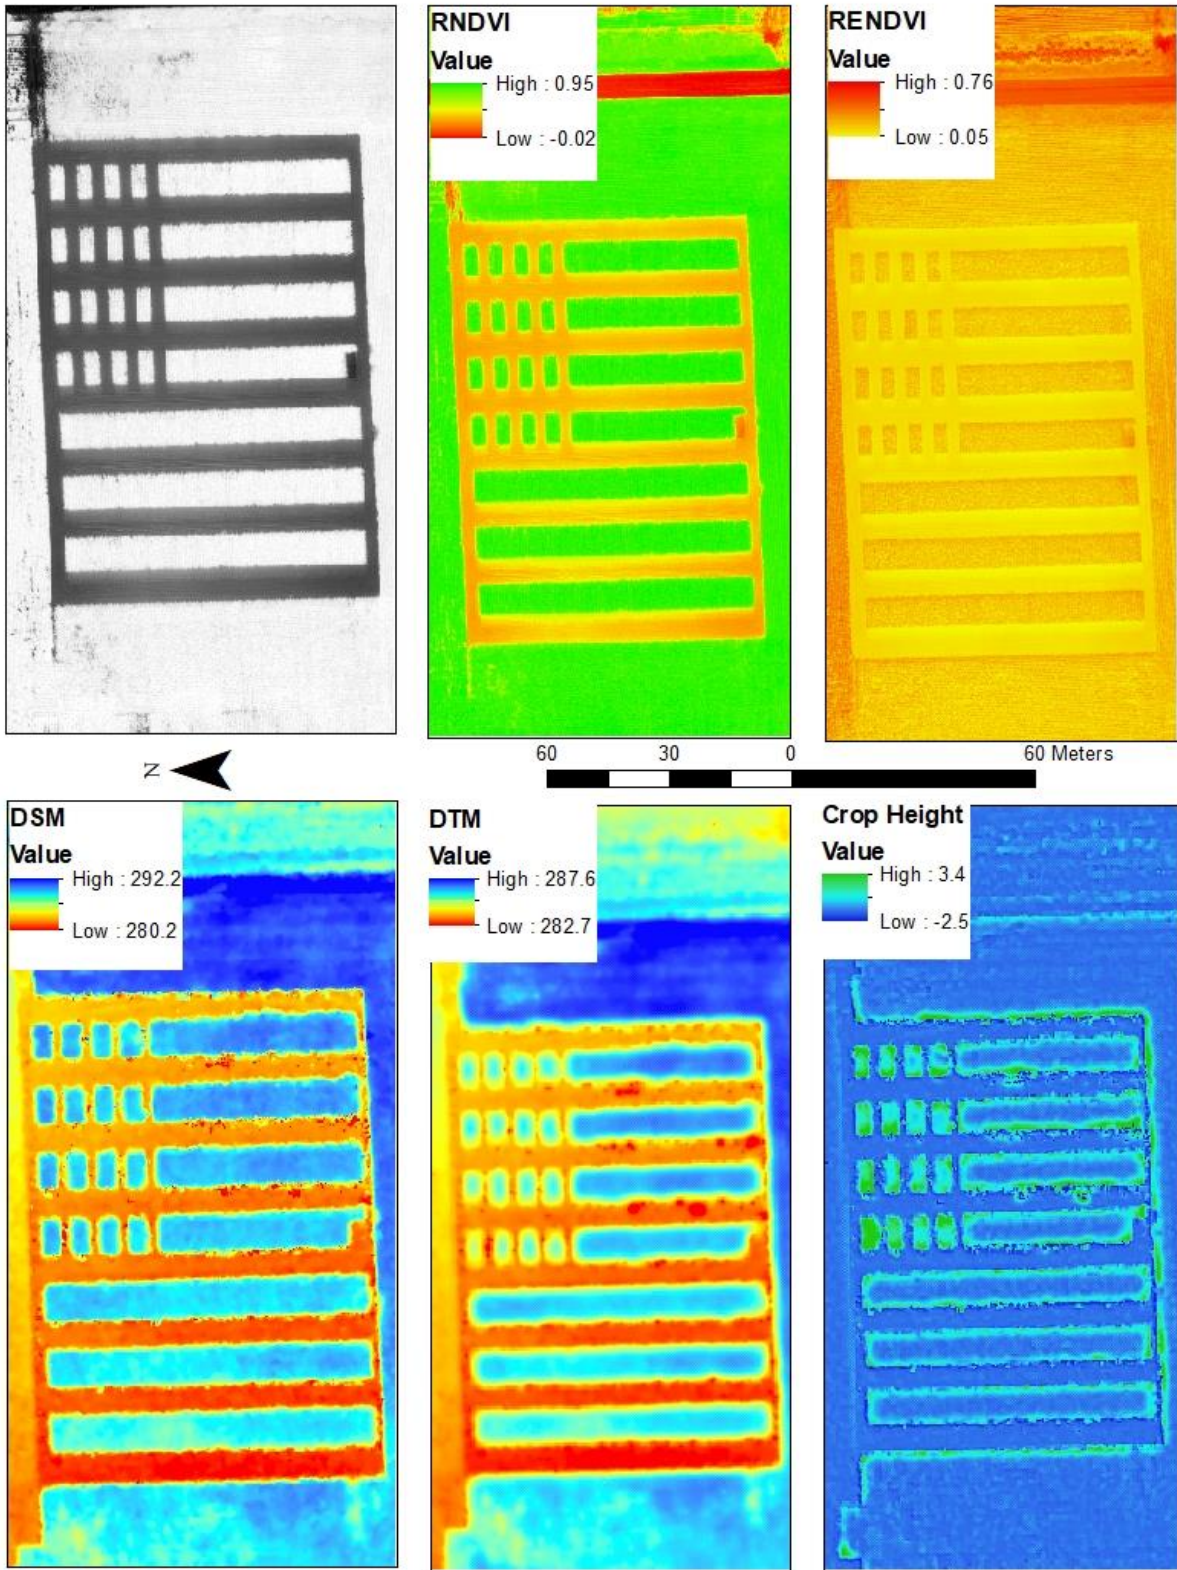 RNDVI
Value
High : 0.95
Low : -0.02
RENDVI
Value
High : 0.76
Low : 0.05
N
60 30 0 60 Meters
DSM
Value
High : 292.2
Low : 280.2
DTM
Value
High : 287.6
Low : 282.7
Crop Height
Value
High : 3.4
Low : -2.5